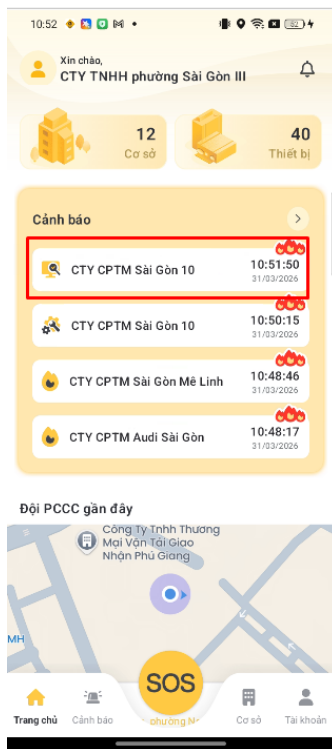 10:52
Xin chào,
CTY TNHH phường Sài Gòn III
12
Cơ sở
40
Thiết bị
Cảnh báo
CTY CPTM Sài Gòn 10
10:51:50
31/03/2026
CTY CPTM Sài Gòn 10
10:50:15
31/03/2026
CTY CPTM Sài Gòn Mê Linh
10:48:46
31/03/2026
CTY CPTM Audi Sài Gòn
10:48:17
31/03/2026
Đội PCCC gần đây
Công Ty Tnhh Thương
Mại Vận Tải Giao
Nhận Phú Giang
MH
SOS
phường N
Trang chủ
Cảnh báo
Cơ sở
Tài khoản